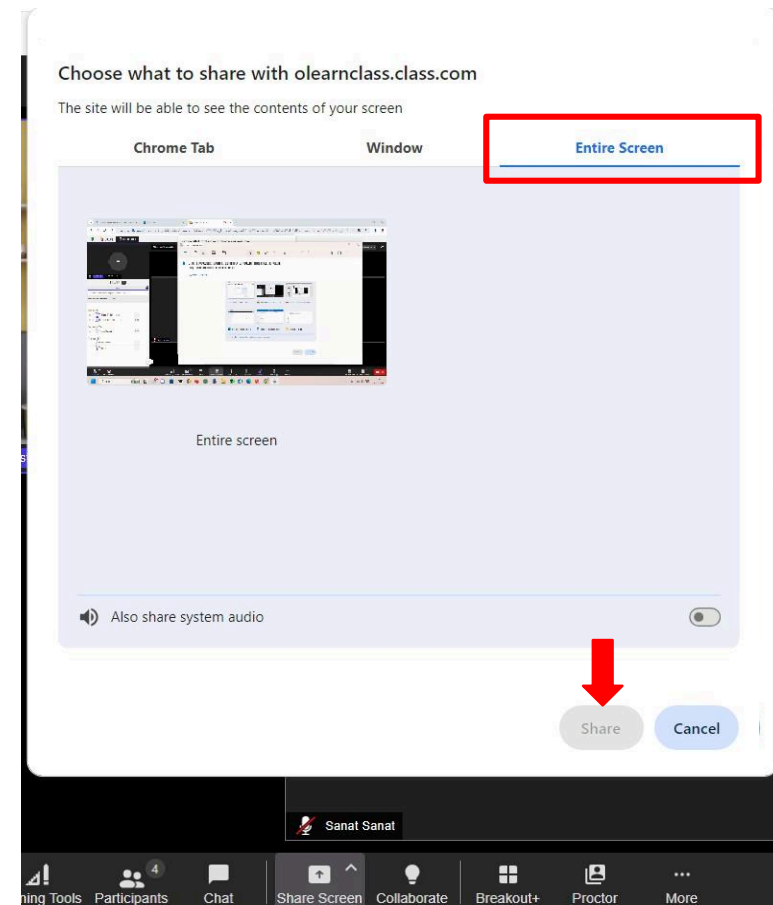 Choose what to share with olearnclass.class.com
The site will be able to see the contents of your screen
Chrome Tab Window Entire Screen
Entire screen
Also share system audio
Share Cancel
Sanat Sanat
4
ning Tools Participants Chat Share Screen Collaborate Breakout+ Proctor More